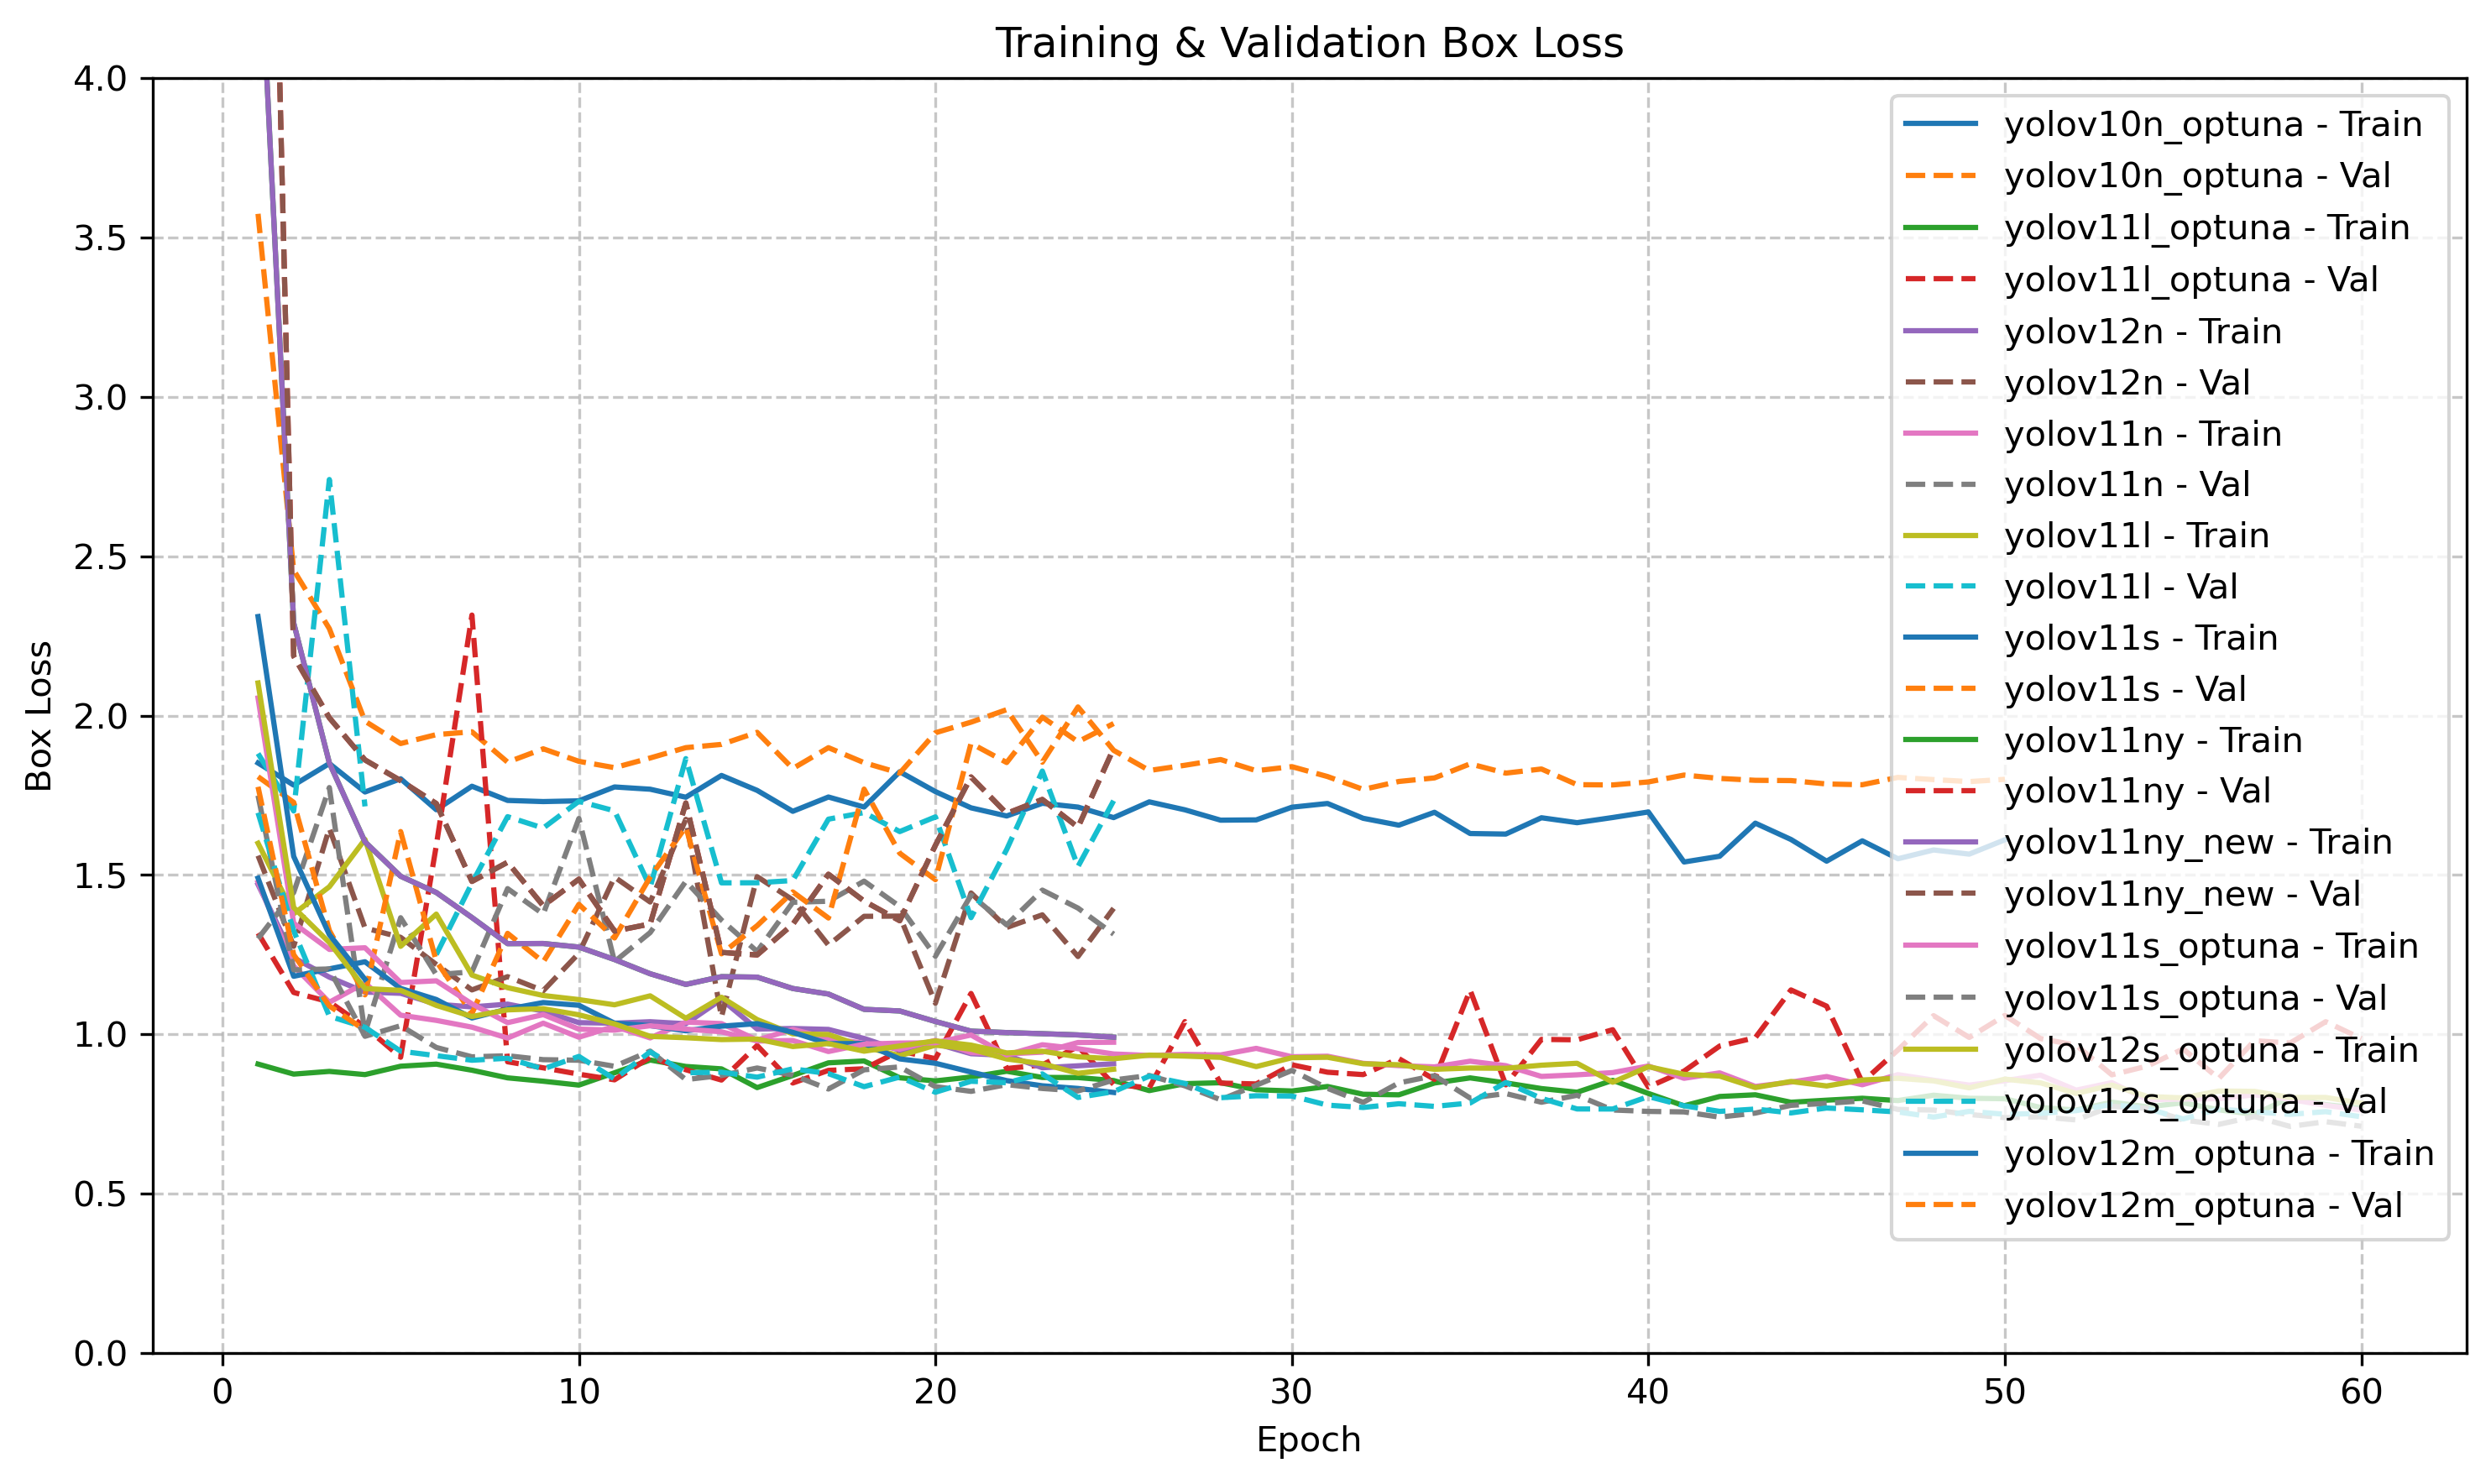 Training & Validation Box Loss
4.0
3.5
3.0
2.5
2.0
1.5
1.0
0.5
0.0
Box Loss
yolov10n_optuna - Train
yolov10n_optuna - Val
yolov11l_optuna - Train
yolov11l_optuna - Val
yolov12n - Train
yolov12n - Val
yolov11n - Train
yolov11n - Val
yolov11l - Train
yolov11l - Val
yolov11s - Train
yolov11s - Val
yolov11ny - Train
yolov11ny - Val
yolov11ny_new - Train
yolov11ny_new - Val
yolov11s_optuna - Train
yolov11s_optuna - Val
yolov12s_optuna - Train
yolov12s_optuna - Val
yolov12m_optuna - Train
yolov12m_optuna - Val
0 10 20 30 40 50 60
Epoch